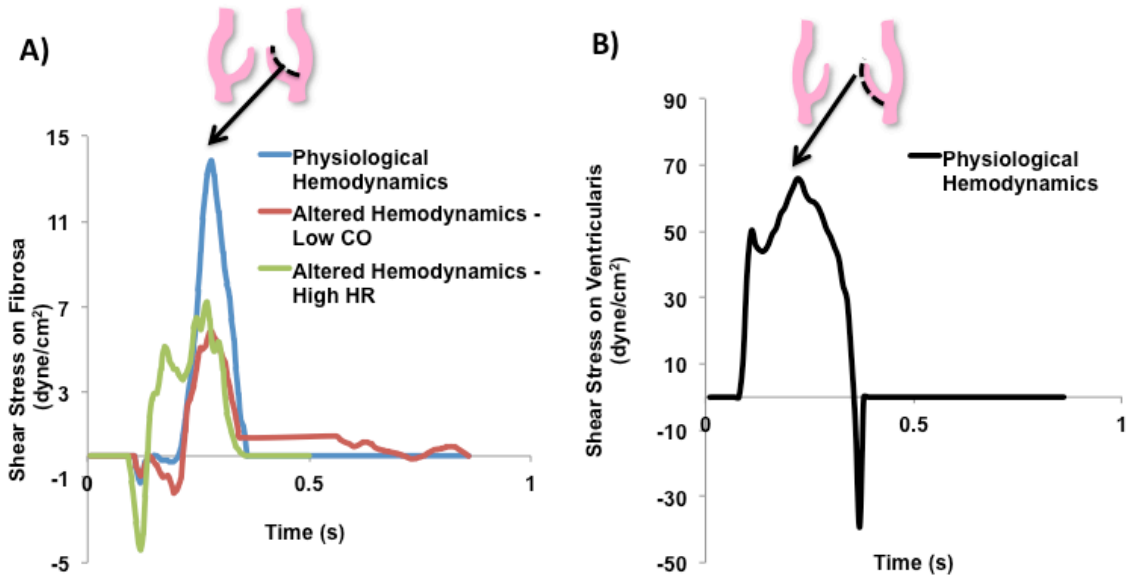 A)
Shear Stress on Fibrosa
(dyne/cm²)
15
11
7
3
-1
-5
0
0.5
1
Time (s)
Physiological
Hemodynamics
Altered Hemodynamics -
Low CO
Altered Hemodynamics -
High HR
B)
Shear Stress on Ventricularis
(dyne/cm²)
90
70
50
30
10
-10
-30
-50
0
0.5
1
Time (s)
Physiological
Hemodynamics